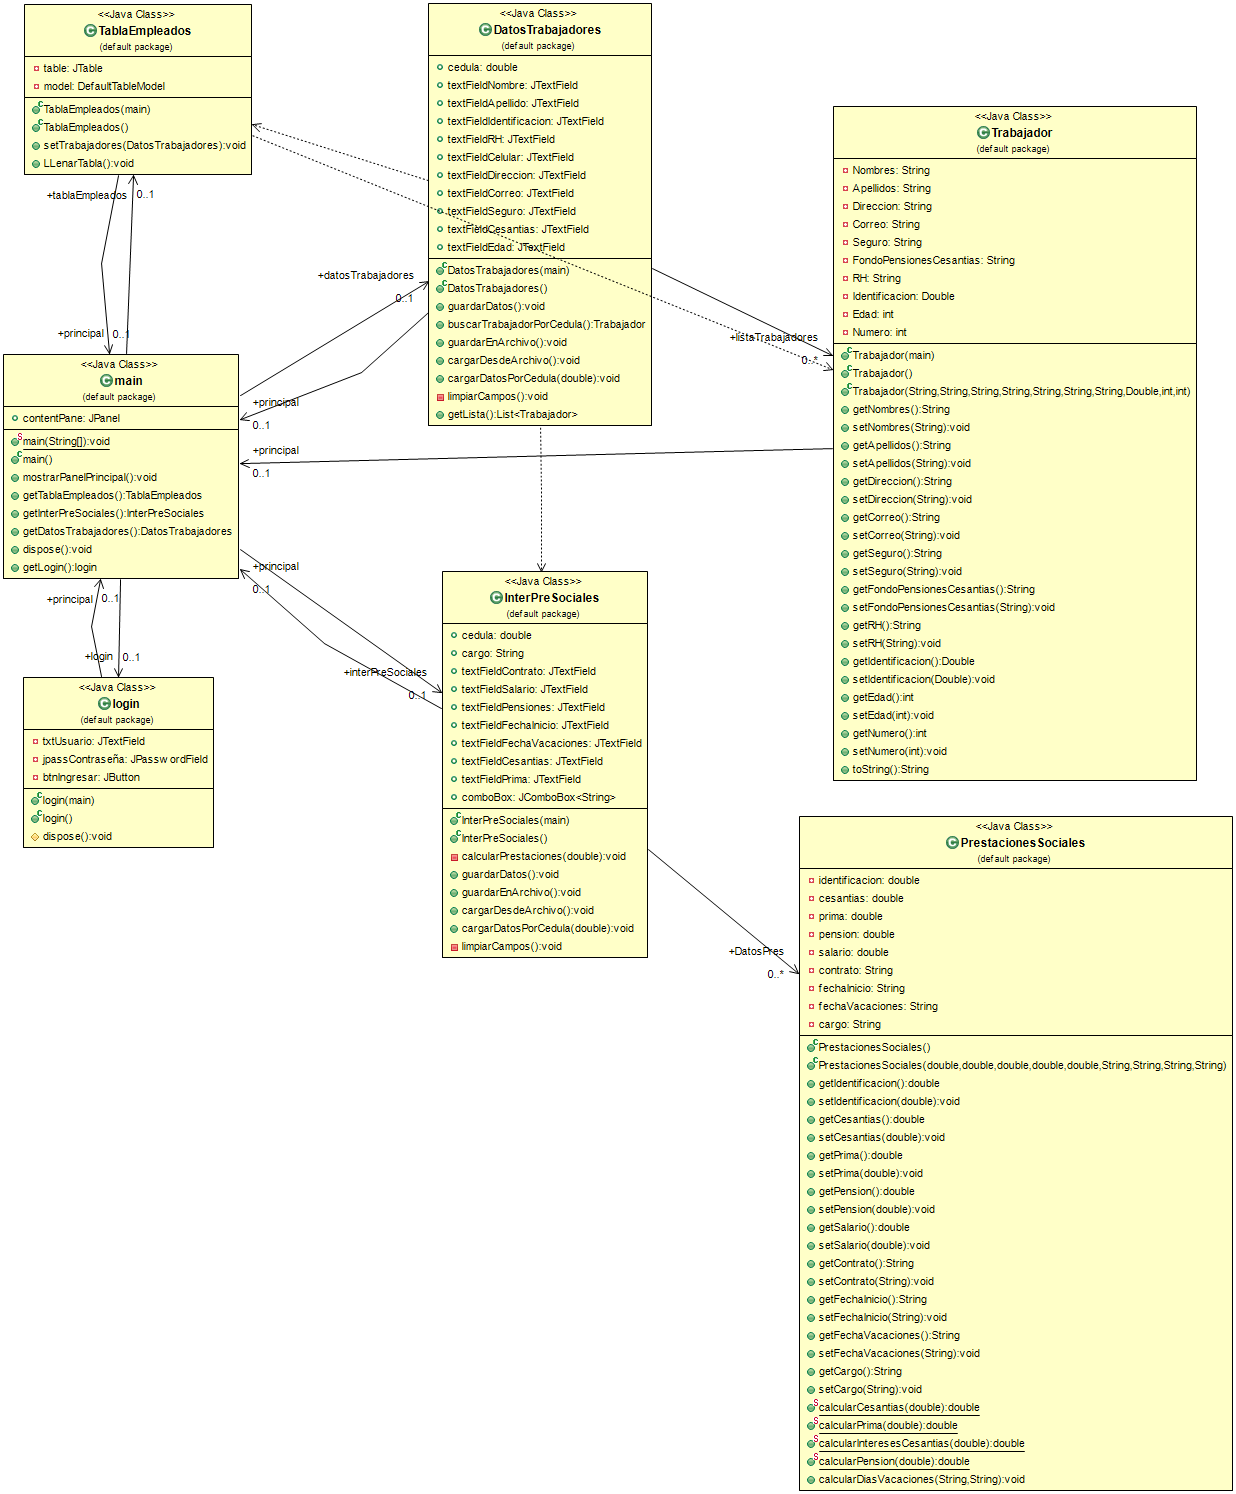 <<Java Class>>
TablaEmpleados
(default package)
table: JTable
model: DefaultTableModel
TablaEmpleados(main)
TablaEmpleados()
setTrabajadores(DatosTrabajadores):void
LLenarTabla():void
<<Java Class>>
DatosTrabajadores
(default package)
cedula: double
textFieldNombre: JTextField
textFieldApellido: JTextField
textFieldIdentificacion: JTextField
textFieldRH: JTextField
textFieldCelular: JTextField
textFieldDireccion: JTextField
textFieldCorreo: JTextField
textFieldSeguro: JTextField
textFieldCesantias: JTextField
textFieldEdad: JTextField
DatosTrabajadores(main)
DatosTrabajadores()
guardarDatos():void
buscarTrabajadorPorCedula():Trabajador
guardarEnArchivo():void
cargarDesdeArchivo():void
cargarDatosPorCedula(double):void
limpiarCampos():void
getLista():List<Trabajador>
<<Java Class>>
Trabajador
(default package)
Nombres: String
Apellidos: String
Direccion: String
Correo: String
Seguro: String
FondoPensionesCesantias: String
RH: String
Identificacion: Double
Edad: int
Numero: int
Trabajador(main)
Trabajador()
Trabajador(String,String,String,String,String,String,String,Double,int,int)
getNombres():String
setNombres(String):void
getApellidos():String
setApellidos(String):void
getDireccion():String
setDireccion(String):void
getCorreo():String
setCorreo(String):void
getSeguro():String
setSeguro(String):void
getFondoPensionesCesantias():String
setFondoPensionesCesantias(String):void
getRH():String
setRH(String):void
getIdentificacion():Double
setIdentificacion(Double):void
getEdad():int
setEdad(int):void
getNumero():int
setNumero(int):void
toString():String
+tablaEmpleados
0..1
+principal
0..1
+datosTrabajadores
0..1
+listaTrabajadores
0..*
+principal
0..1
+principal
0..1
<<Java Class>>
main
(default package)
contentPane: JPanel
main(String[]):void
main()
mostrarPanelPrincipal():void
getTablaEmpleados():TablaEmpleados
getInterPreSociales():InterPreSociales
getDatosTrabajadores():DatosTrabajadores
dispose():void
getLogin():login
+principal
0..1
+interPreSociales
0..1
+principal
0..1
+login
0..1
<<Java Class>>
login
(default package)
txtUsuario: JTextField
jpassContraseña: JPasswordField
btnIngresar: JButton
login(main)
login()
dispose():void
<<Java Class>>
InterPreSociales
(default package)
cedula: double
cargo: String
textFieldContrato: JTextField
textFieldSalario: JTextField
textFieldPensiones: JTextField
textFieldFechaInicio: JTextField
textFieldFechaVacaciones: JTextField
textFieldCesantias: JTextField
textFieldPrima: JTextField
comboBox: JComboBox<String>
InterPreSociales(main)
InterPreSociales()
calcularPrestaciones(double):void
guardarDatos():void
guardarEnArchivo():void
cargarDesdeArchivo():void
cargarDatosPorCedula(double):void
limpiarCampos():void
+DatosPres
0..*
<<Java Class>>
PrestacionesSociales
(default package)
identificacion: double
cesantias: double
prima: double
pension: double
salario: double
contrato: String
fechaInicio: String
fechaVacaciones: String
cargo: String
PrestacionesSociales()
PrestacionesSociales(double,double,double,double,double,String,String,String,String)
getIdentificacion():double
setIdentificacion(double):void
getCesantias():double
setCesantias(double):void
getPrima():double
setPrima(double):void
getPension():double
setPension(double):void
getSalario():double
setSalario(double):void
getContrato():String
setContrato(String):void
getFechaInicio():String
setFechaInicio(String):void
getFechaVacaciones():String
setFechaVacaciones(String):void
getCargo():String
setCargo(String):void
calcularCesantias(double):double
calcularPrima(double):double
calcularInteresesCesantias(double):double
calcularPension(double):double
calcularDiasVacaciones(String,String):void